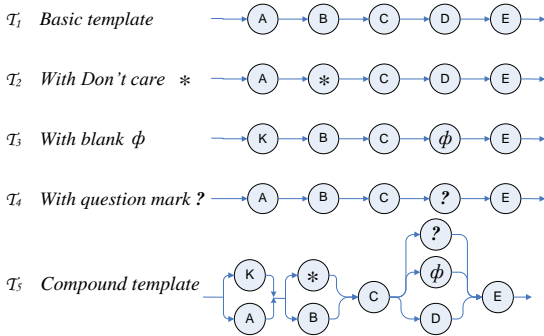 𝒯1 Basic template A B C D E
𝒯2 With Don't care * A * C D E
𝒯3 With blank ϕ K B C ϕ E
𝒯4 With question mark ? A B C ? E
?
K * ϕ
𝒯5 Compound template C E
A B D